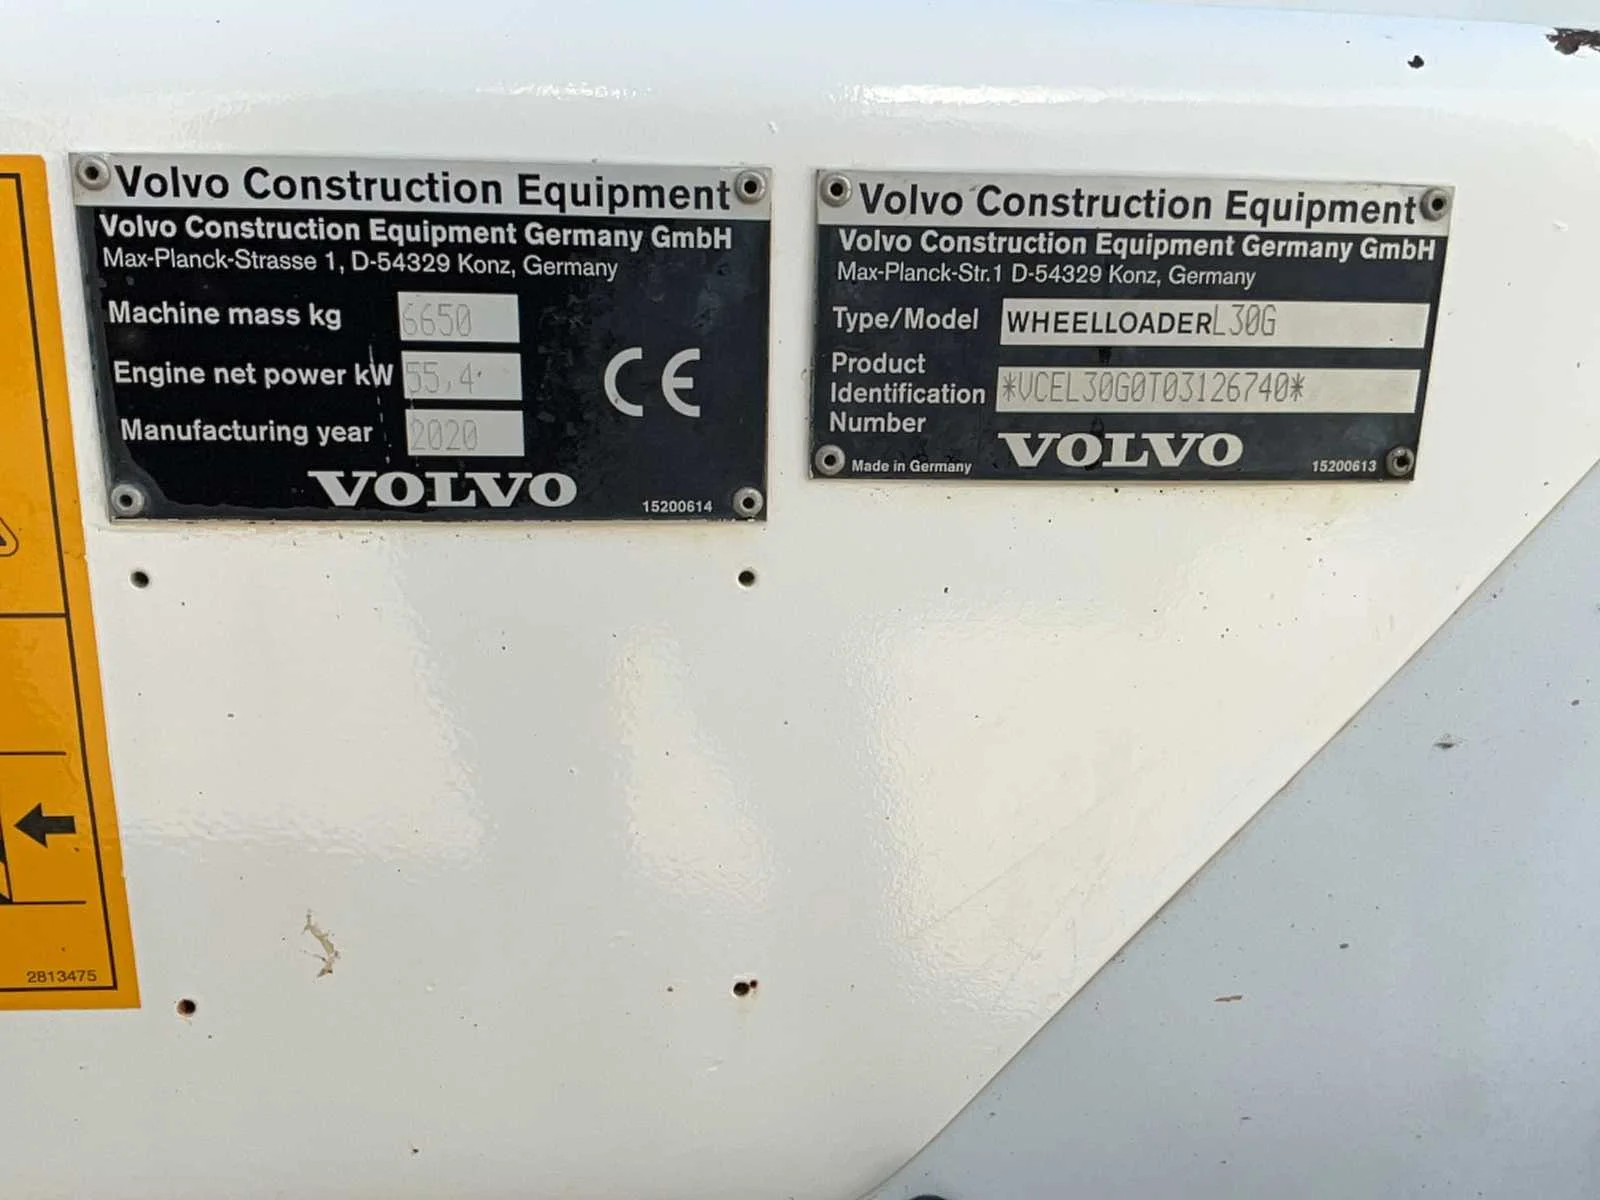 Volvo Construction Equipment
Volvo Construction Equipment Germany GmbH
Max-Planck-Strasse 1, D-54329 Konz, Germany
Machine mass kg 6650
Engine net power kW 55,4
Manufacturing year 2020
CE
VOLVO
15200614
Volvo Construction Equipment
Volvo Construction Equipment Germany GmbH
Max-Planck-Str.1 D-54329 Konz, Germany
Type/Model WHEELLOADER L30G
Product
Identification *VCEL30G0T03126740*
Number
Made in Germany VOLVO 15200613
2813475